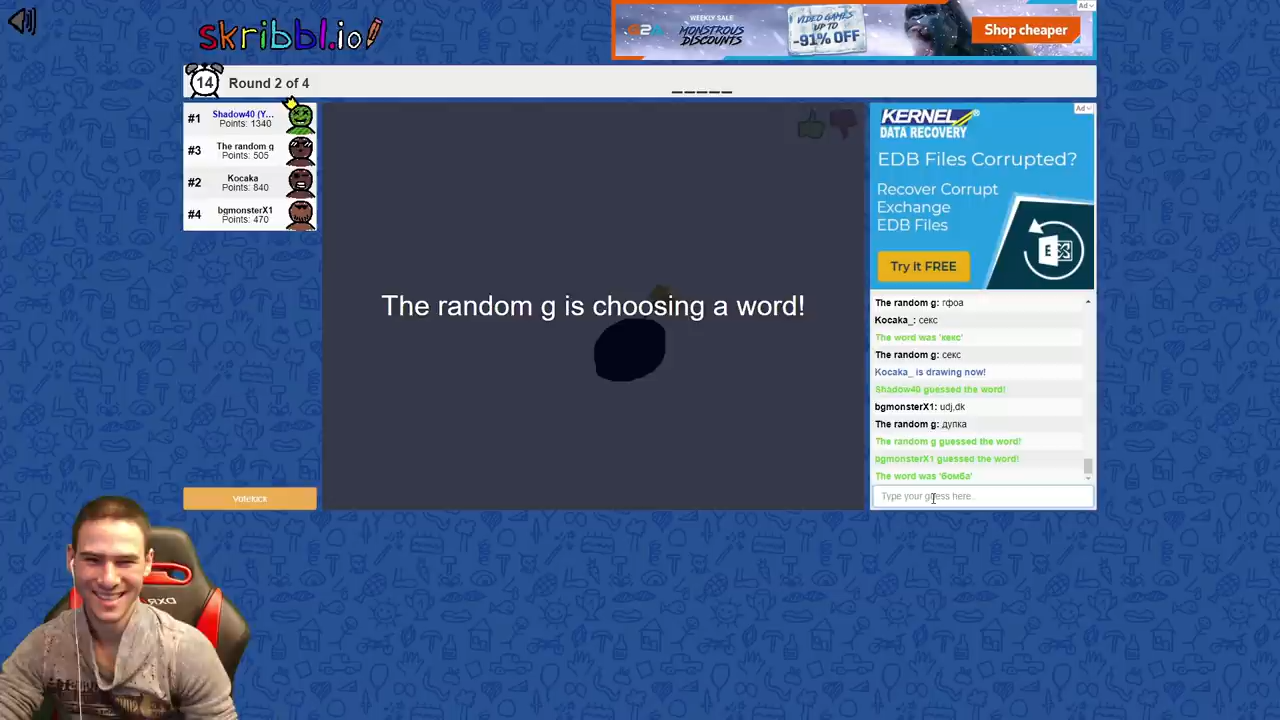 skribbl.io
WEEKLY SALE
MONSTROUS
DISCOUNTS
VIDEO GAMES
UP TO
-91% OFF
Shop cheaper
Ad
14
Round 2 of 4
_____
#1
Shadow40 (Y...
Points: 1340
#3
The random g
Points: 505
#2
Kocaka_
Points: 840
#4
bgmonsterX1
Points: 470
The random g is choosing a word!
Votekick
Ad
KERNEL
DATA RECOVERY
EDB Files Corrupted?
Recover Corrupt
Exchange
EDB Files
Try it FREE
The random g: гфоа
Kocaka_: секс
The word was 'кекс'
The random g: секс
Kocaka_ is drawing now!
Shadow40 guessed the word!
bgmonsterX1: udj,dk
The random g: дупка
The random g guessed the word!
bgmonsterX1 guessed the word!
The word was 'бомба'
Type your guess here